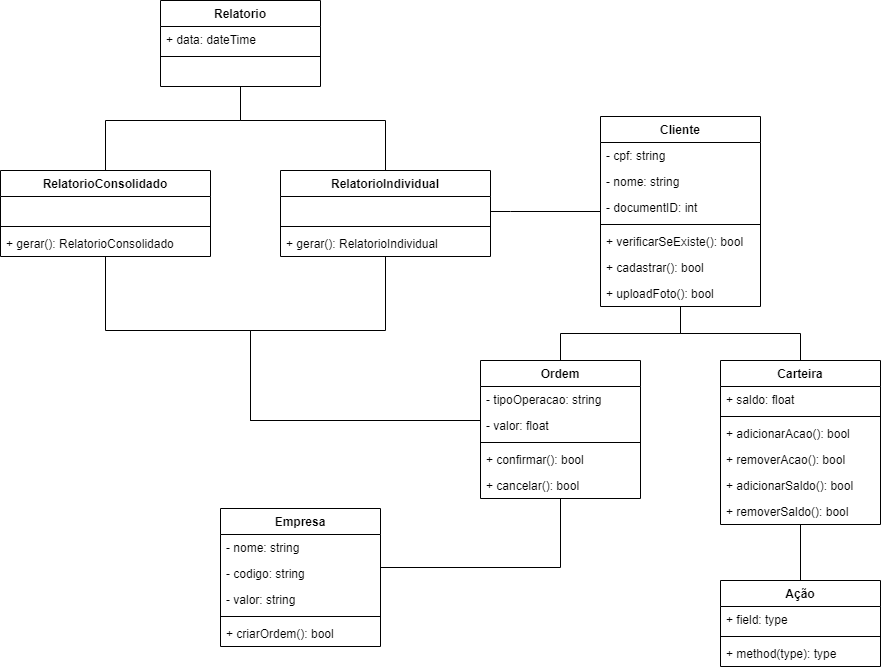 Relatorio
+ data: dateTime
RelatorioConsolidado
+ gerar(): RelatorioConsolidado
RelatorioIndividual
+ gerar(): RelatorioIndividual
Cliente
- cpf: string
- nome: string
- documentID: int
+ verificarSeExiste(): bool
+ cadastrar(): bool
+ uploadFoto(): bool
Ordem
- tipoOperacao: string
- valor: float
+ confirmar(): bool
+ cancelar(): bool
Carteira
+ saldo: float
+ adicionarAcao(): bool
+ removerAcao(): bool
+ adicionarSaldo(): bool
+ removerSaldo(): bool
Empresa
- nome: string
- codigo: string
- valor: string
+ criarOrdem(): bool
Ação
+ field: type
+ method(type): type